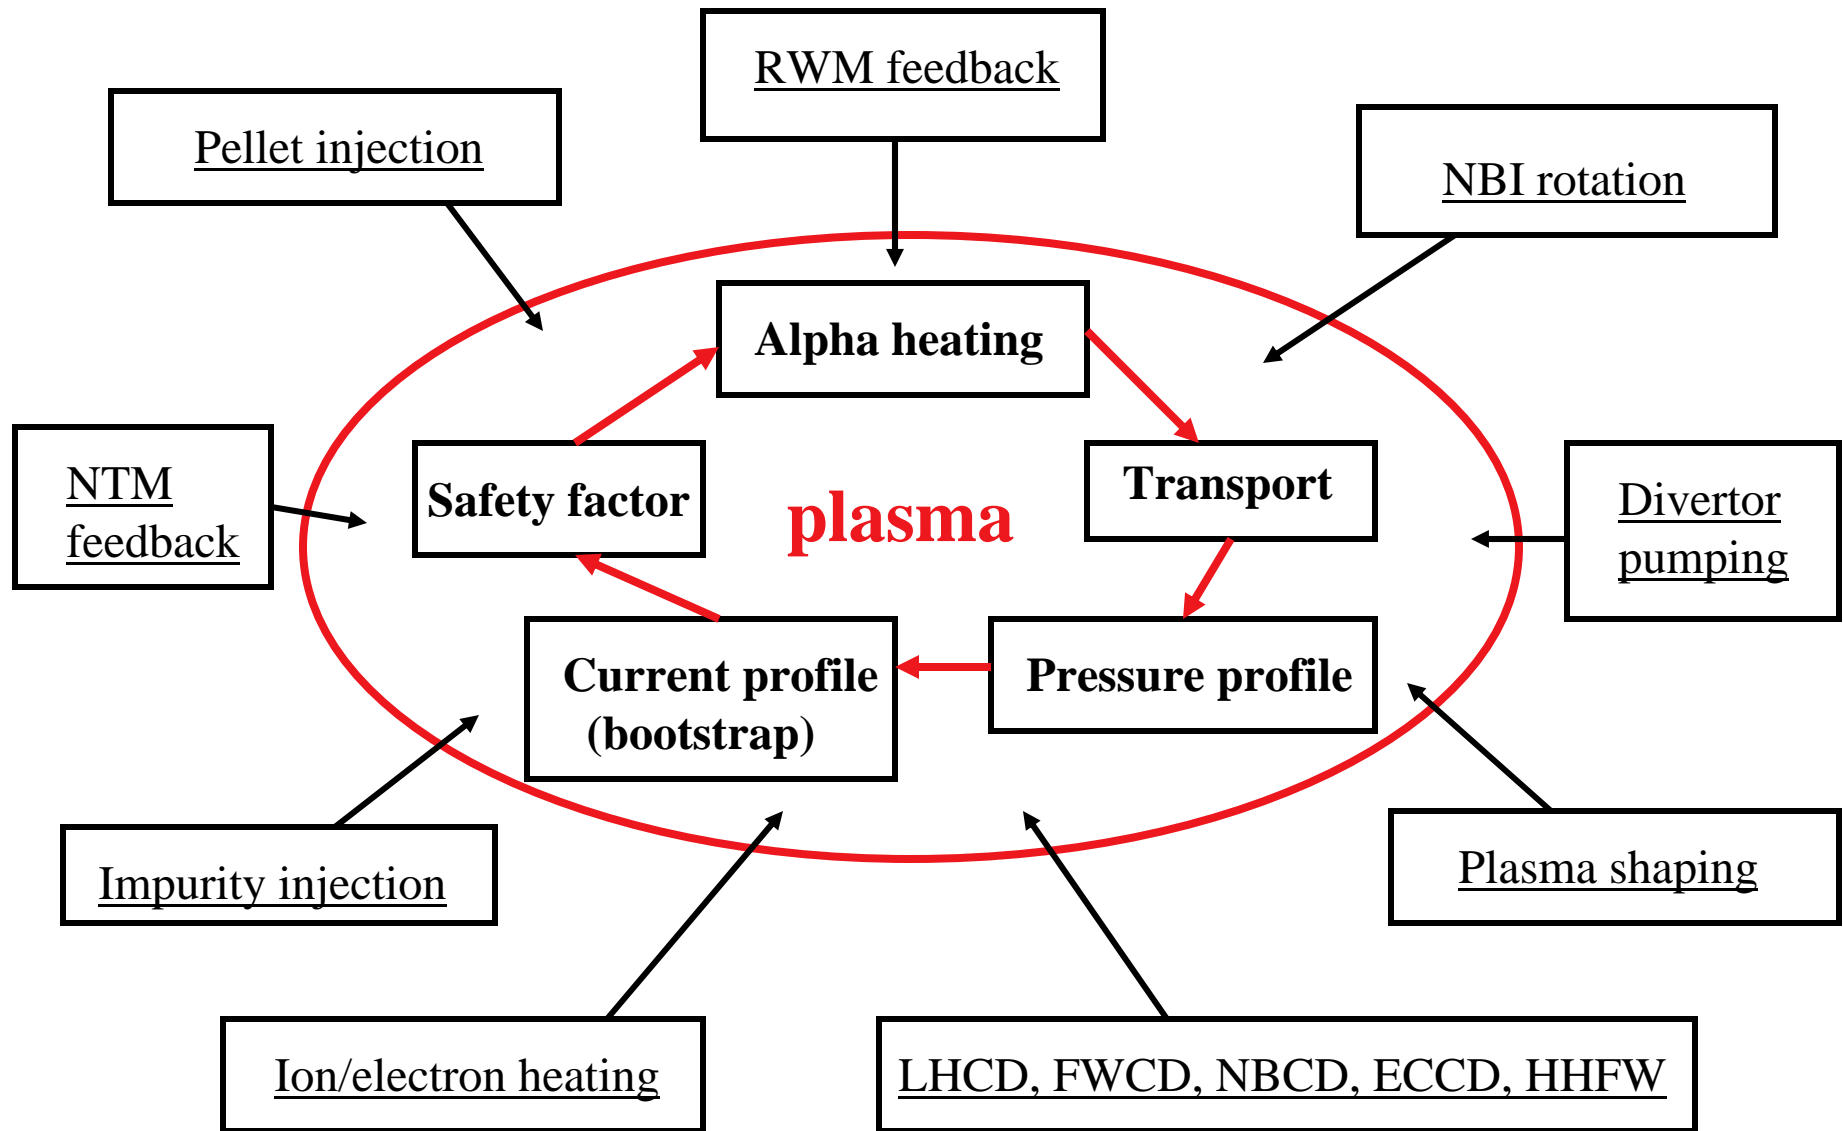 RWM feedback
Pellet injection
NBI rotation
Alpha heating
NTM
feedback
Safety factor
plasma
Transport
Divertor
pumping
Current profile
(bootstrap)
Pressure profile
Impurity injection
Plasma shaping
Ion/electron heating
LHCD, FWCD, NBCD, ECCD, HHFW